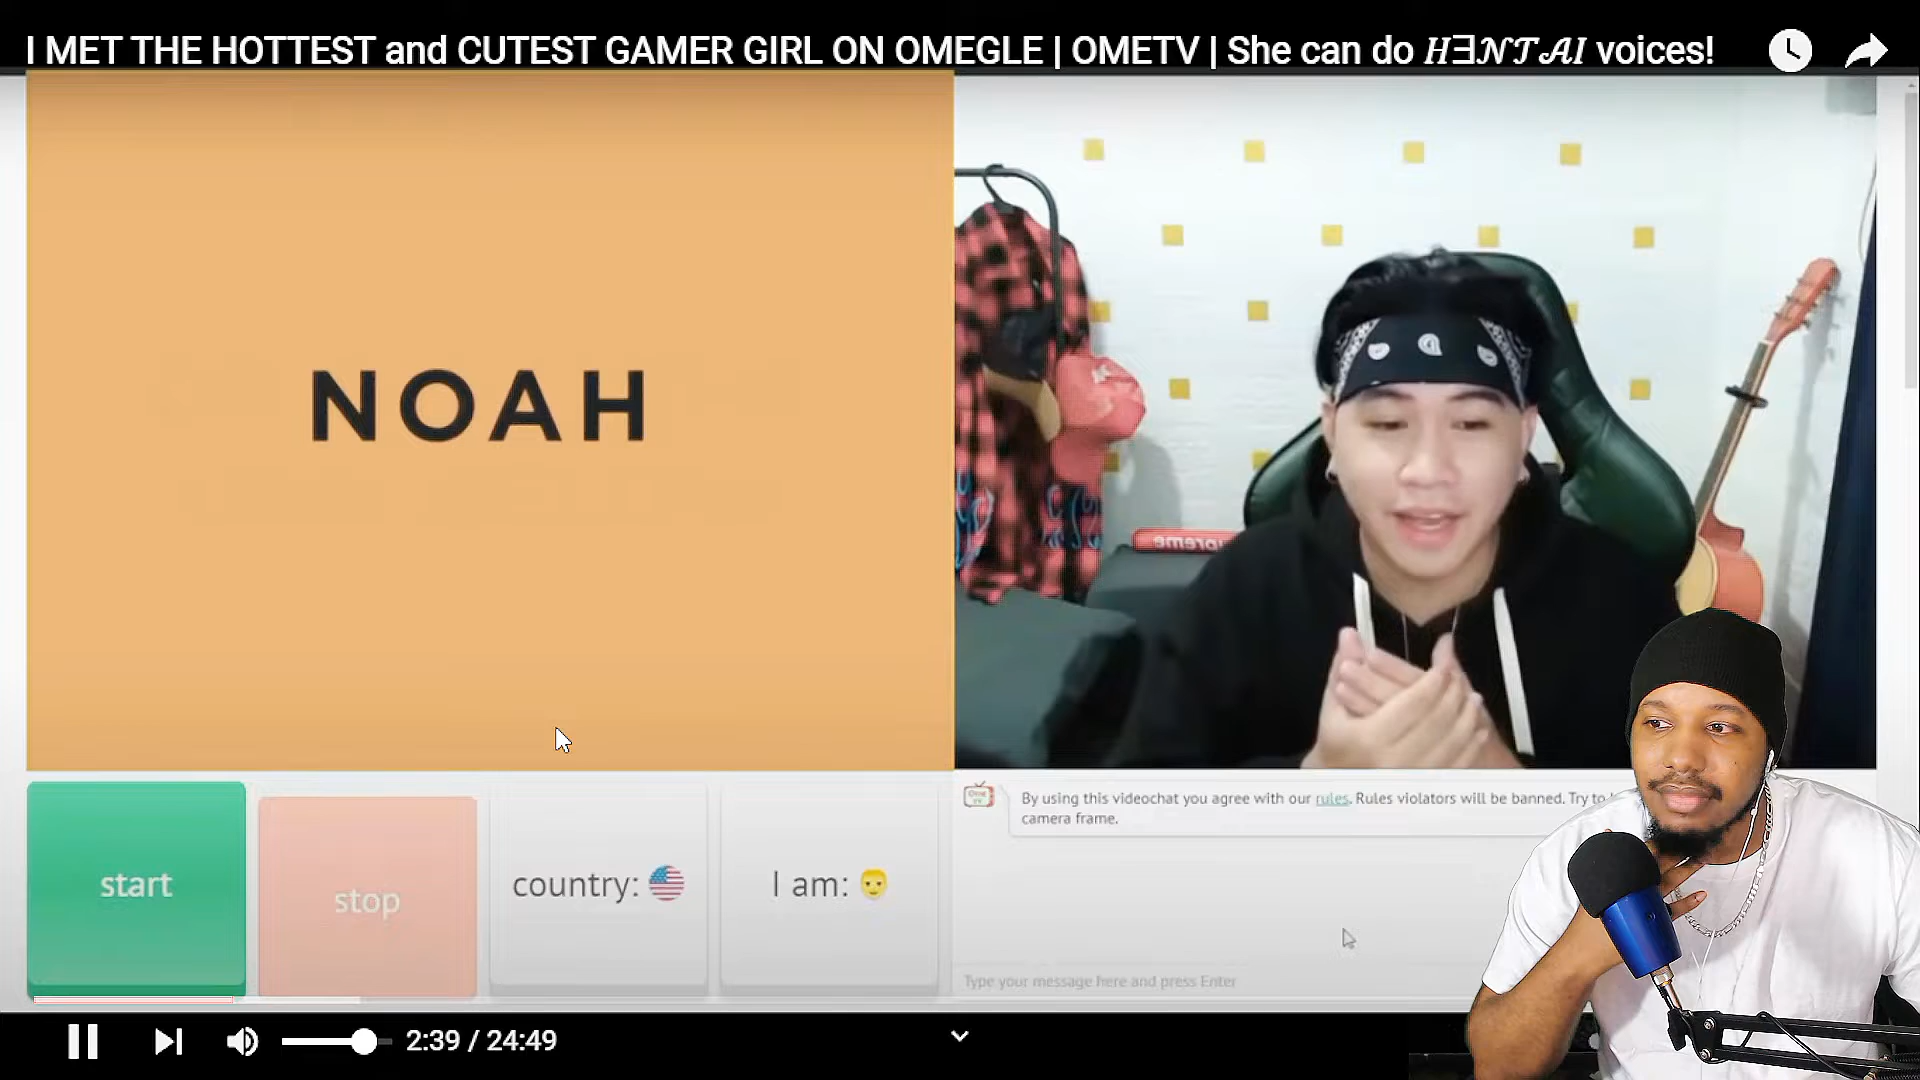 I MET THE HOTTEST and CUTEST GAMER GIRL ON OMEGLE | OMETV | She can do 𝐻ƎNTAI voices!
NOAH
supreme
By using this videochat you agree with our rules. Rules violators will be banned. Try to
camera frame.
start
stop
country:
I am:
Type your message here and press Enter
2:39 / 24:49